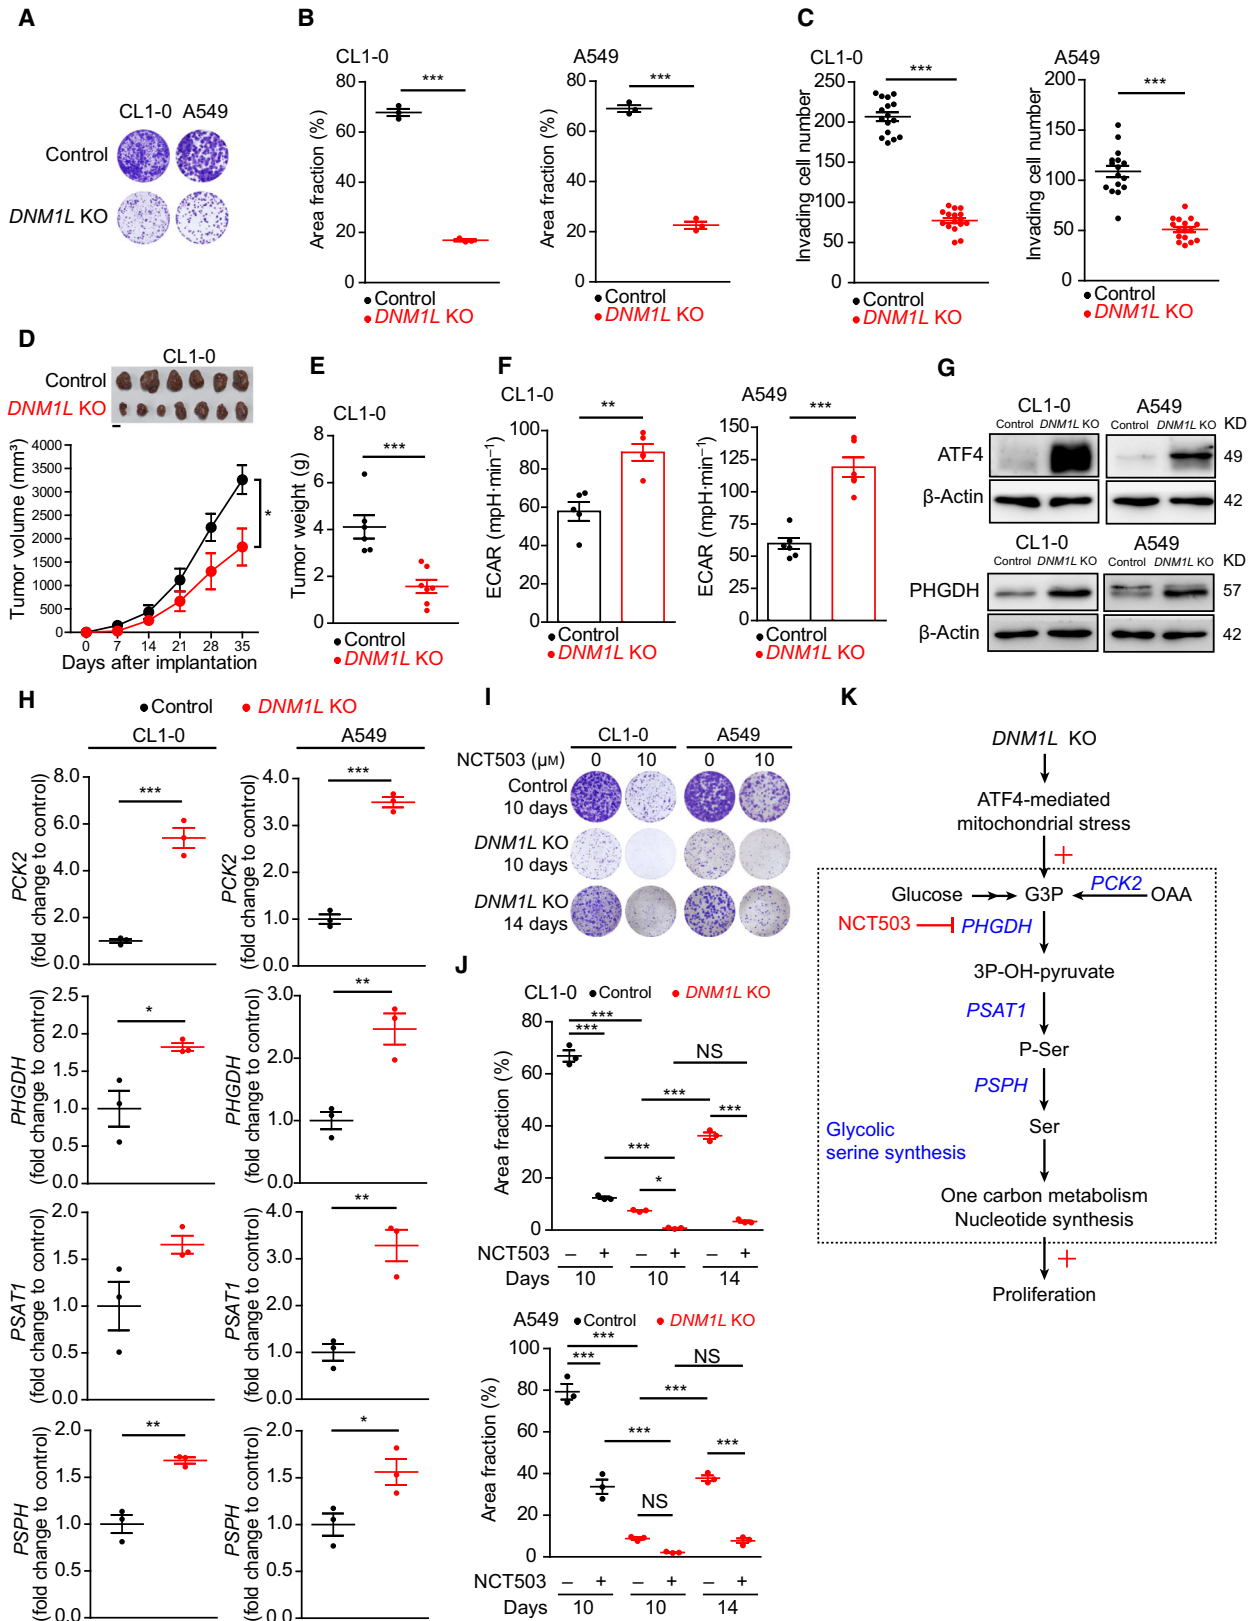 A
CL1-0 A549
Control
DNM1L KO
B
CL1-0
***
Area fraction (%)
80
60
40
20
0
Control
DNM1L KO
A549
***
Area fraction (%)
80
60
40
20
0
Control
DNM1L KO
C
CL1-0
***
Invading cell number
250
200
150
100
50
0
Control
DNM1L KO
A549
***
Invading cell number
200
150
100
50
0
Control
DNM1L KO
D
CL1-0
Control
DNM1L KO
Tumor volume (mm³)
4000
3500
3000
2500
2000
1500
1000
500
0
*
0 7 14 21 28 35
Days after implantation
E
CL1-0
***
Tumor weight (g)
8
6
4
2
0
Control
DNM1L KO
F
CL1-0
**
ECAR (mpH·min⁻¹)
100
80
60
40
20
0
Control
DNM1L KO
A549
***
ECAR (mpH·min⁻¹)
150
125
100
75
50
25
0
Control
DNM1L KO
G
CL1-0 A549
Control DNM1L KO Control DNM1L KO KD
ATF4 49
β-Actin 42
CL1-0 A549
Control DNM1L KO Control DNM1L KO KD
PHGDH 57
β-Actin 42
H
Control DNM1L KO
CL1-0 A549
PCK2
(fold change to control)
8.0
6.0
4.0
2.0
0.0
***
PCK2
(fold change to control)
4.0
3.0
2.0
1.0
0.0
***
PHGDH
(fold change to control)
2.5
2.0
1.5
1.0
0.5
0.0
*
PHGDH
(fold change to control)
3.0
2.0
1.0
0.0
**
PSAT1
(fold change to control)
2.0
1.5
1.0
0.5
0.0
PSAT1
(fold change to control)
4.0
3.0
2.0
1.0
0.0
**
PSPH
(fold change to control)
2.0
1.5
1.0
0.5
0.0
**
PSPH
(fold change to control)
2.0
1.5
1.0
0.5
0.0
*
I
CL1-0 A549
NCT503 (μM) 0 10 0 10
Control
10 days
DNM1L KO
10 days
DNM1L KO
14 days
J
CL1-0 Control DNM1L KO
Area fraction (%)
80
60
40
20
0
***
***
NS
***
***
***
*
NCT503 – + – + – +
Days 10 10 14
A549 Control DNM1L KO
Area fraction (%)
100
80
60
40
20
0
***
***
NS
***
***
***
NS
NCT503 – + – + – +
Days 10 10 14
K
DNM1L KO
ATF4-mediated
mitochondrial stress
+
Glucose G3P PCK2 OAA
NCT503 PHGDH
3P-OH-pyruvate
PSAT1
P-Ser
PSPH
Ser
Glycolic
serine synthesis
One carbon metabolism
Nucleotide synthesis
+
Proliferation